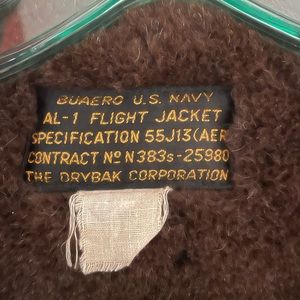 BUAERO U.S. NAVY
AL-1 FLIGHT JACKET
SPECIFICATION 55J13(AER
CONTRACT Nº N383s-25980
THE DRYBAK CORPORATION